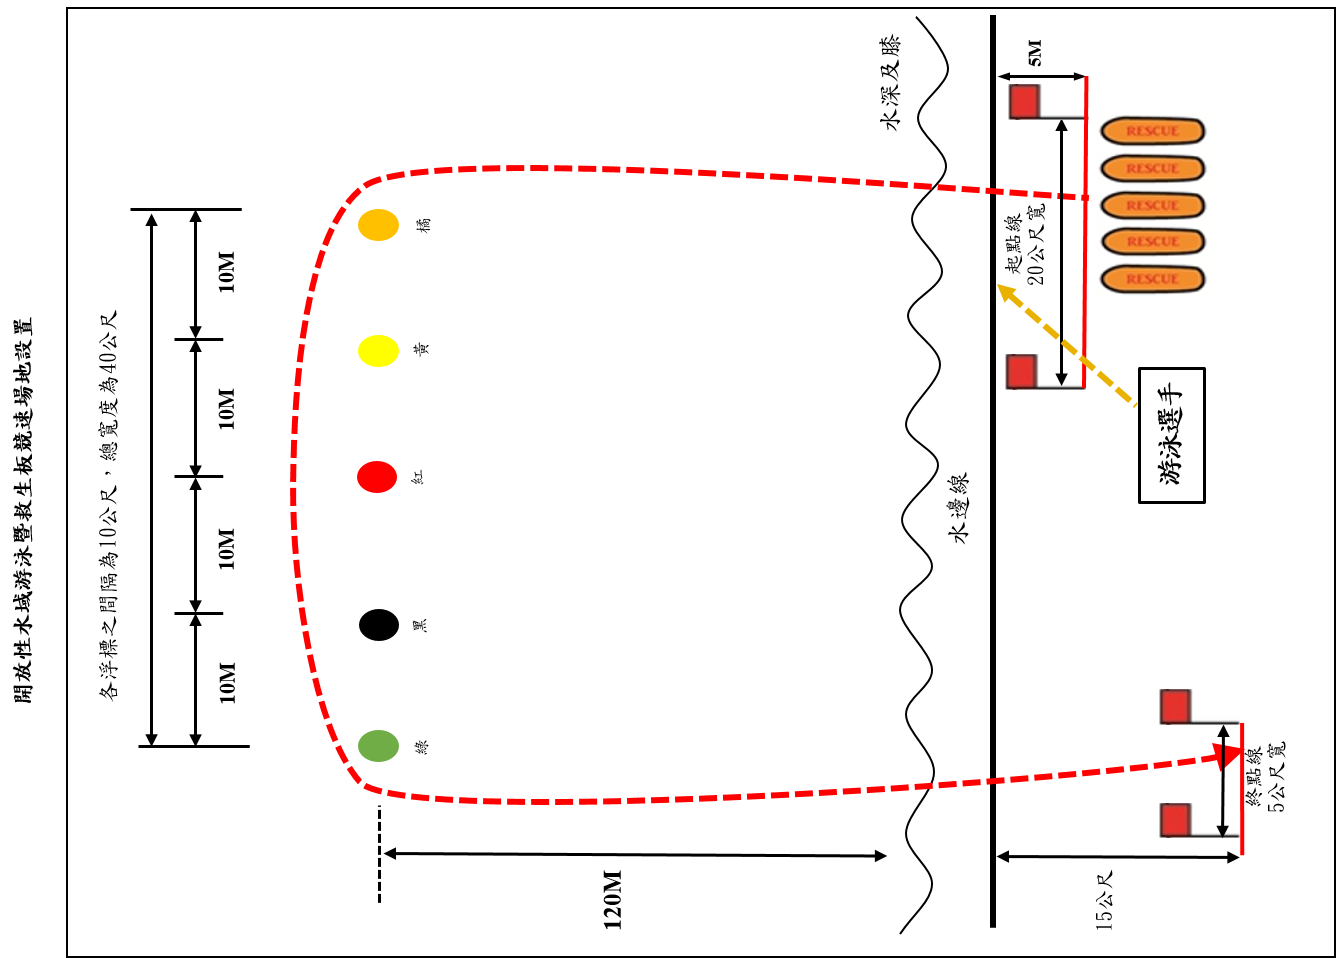 開放性水域游泳暨救生板競速場地設置
各浮標之間隔為10公尺，總寬度為40公尺
10M
10M
10M
10M
綠
黑
紅
黃
橘
120M
水深及膝
水邊線
5M
起點線
20公尺寬
RESCUE
RESCUE
RESCUE
RESCUE
RESCUE
游泳選手
終點線
5公尺寬
15公尺